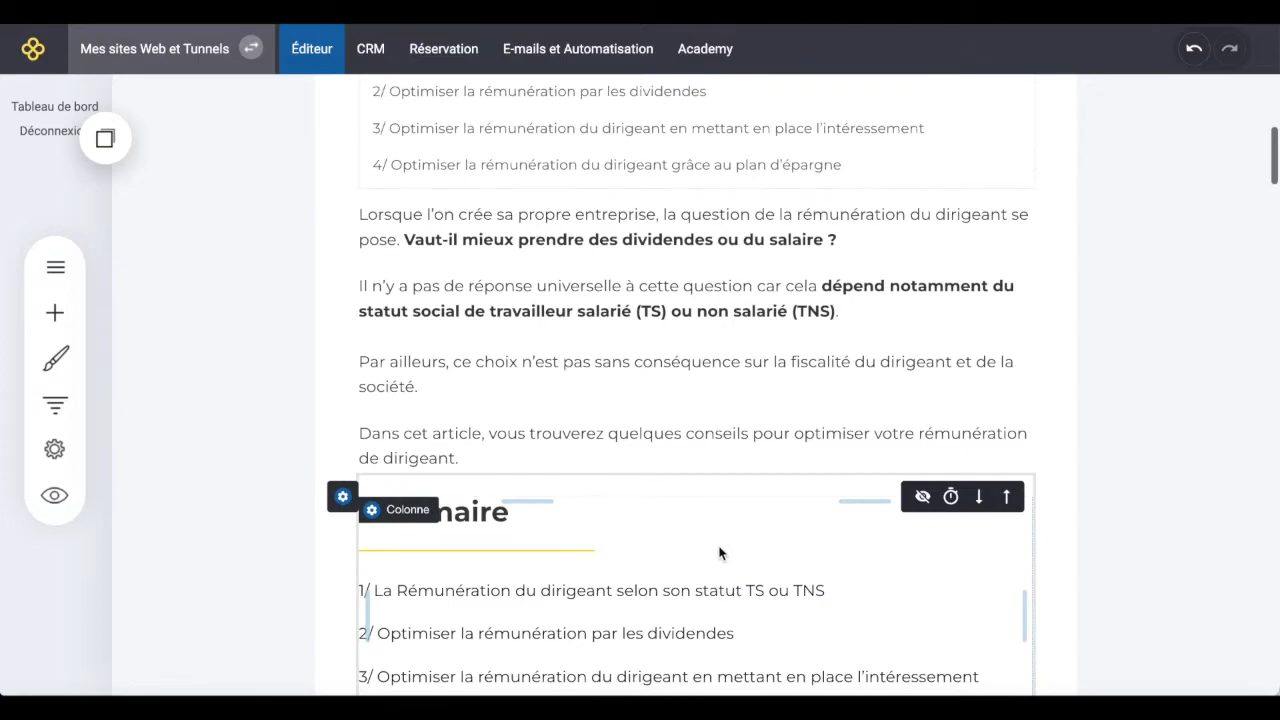 Mes sites Web et Tunnels
Éditeur
CRM
Réservation
E-mails et Automatisation
Academy
Tableau de bord
2/ Optimiser la rémunération par les dividendes
3/ Optimiser la rémunération du dirigeant en mettant en place l’intéressement
4/ Optimiser la rémunération du dirigeant grâce au plan d’épargne
Lorsque l’on crée sa propre entreprise, la question de la rémunération du dirigeant se
pose. Vaut-il mieux prendre des dividendes ou du salaire ?
Il n’y a pas de réponse universelle à cette question car cela dépend notamment du
statut social de travailleur salarié (TS) ou non salarié (TNS).
Par ailleurs, ce choix n’est pas sans conséquence sur la fiscalité du dirigeant et de la
société.
Dans cet article, vous trouverez quelques conseils pour optimiser votre rémunération
de dirigeant.
Colonne
1/ La Rémunération du dirigeant selon son statut TS ou TNS
2/ Optimiser la rémunération par les dividendes
3/ Optimiser la rémunération du dirigeant en mettant en place l’intéressement